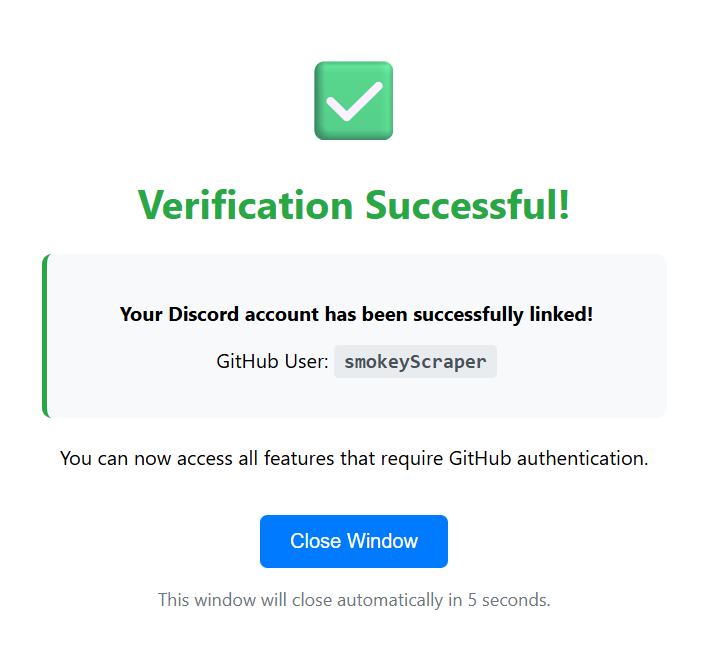 Verification Successful!
Your Discord account has been successfully linked!
GitHub User: smokeyScraper
You can now access all features that require GitHub authentication.
Close Window
This window will close automatically in 5 seconds.